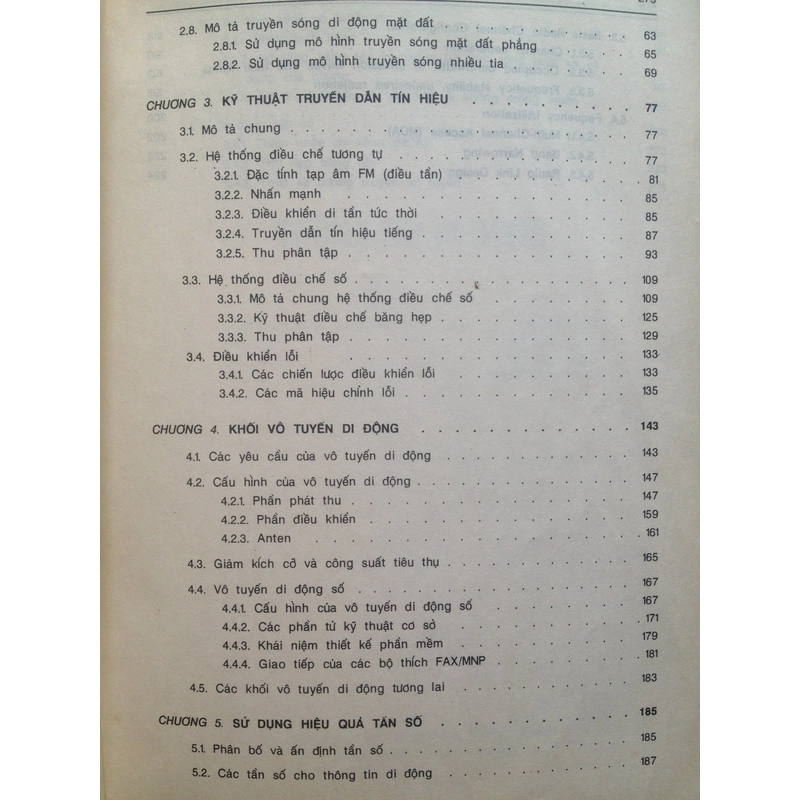 2.8. Mô tả truyền sóng di động mặt đất 63
2.8.1. Sử dụng mô hình truyền sóng mặt đất phẳng 65
2.8.2. Sử dụng mô hình truyền sóng nhiều tia 69
CHƯƠNG 3. KỸ THUẬT TRUYỀN DẪN TÍN HIỆU 77
3.1. Mô tả chung 77
3.2. Hệ thống điều chế tương tự 77
3.2.1. Đặc tính tạp âm FM (điều tần) 81
3.2.2. Nhấn mạnh 85
3.2.3. Điều khiển di tần tức thời 85
3.2.4. Truyền dẫn tín hiệu tiếng 87
3.2.5. Thu phân tập 93
3.3. Hệ thống điều chế số 109
3.3.1. Mô tả chung hệ thống điều chế số 109
3.3.2. Kỹ thuật điều chế băng hẹp 125
3.3.3. Thu phân tập 129
3.4. Điều khiển lỗi 133
3.4.1. Các chiến lược điều khiển lỗi 133
3.4.2. Các mã hiệu chỉnh lỗi 135
CHƯƠNG 4. KHỐI VÔ TUYẾN DI ĐỘNG 143
4.1. Các yêu cầu của vô tuyến di động 143
4.2. Cấu hình của vô tuyến di động 147
4.2.1. Phần phát thu 147
4.2.2. Phần điều khiển 159
4.2.3. Anten 161
4.3. Giảm kích cở và công suất tiêu thụ 165
4.4. Vô tuyến di động số 167
4.4.1. Cấu hình của vô tuyến di động số 167
4.4.2. Các phần tử kỹ thuật cơ sở 171
4.4.3. Khái niệm thiết kế phần mềm 179
4.4.4. Giao tiếp của các bộ thích FAX/MNP 181
4.5. Các khối vô tuyến di động tương lai 183
CHƯƠNG 5. SỬ DỤNG HIỆU QUẢ TẦN SỐ 185
5.1. Phân bố và ấn định tần số 185
5.2. Các tần số cho thông tin di động 187